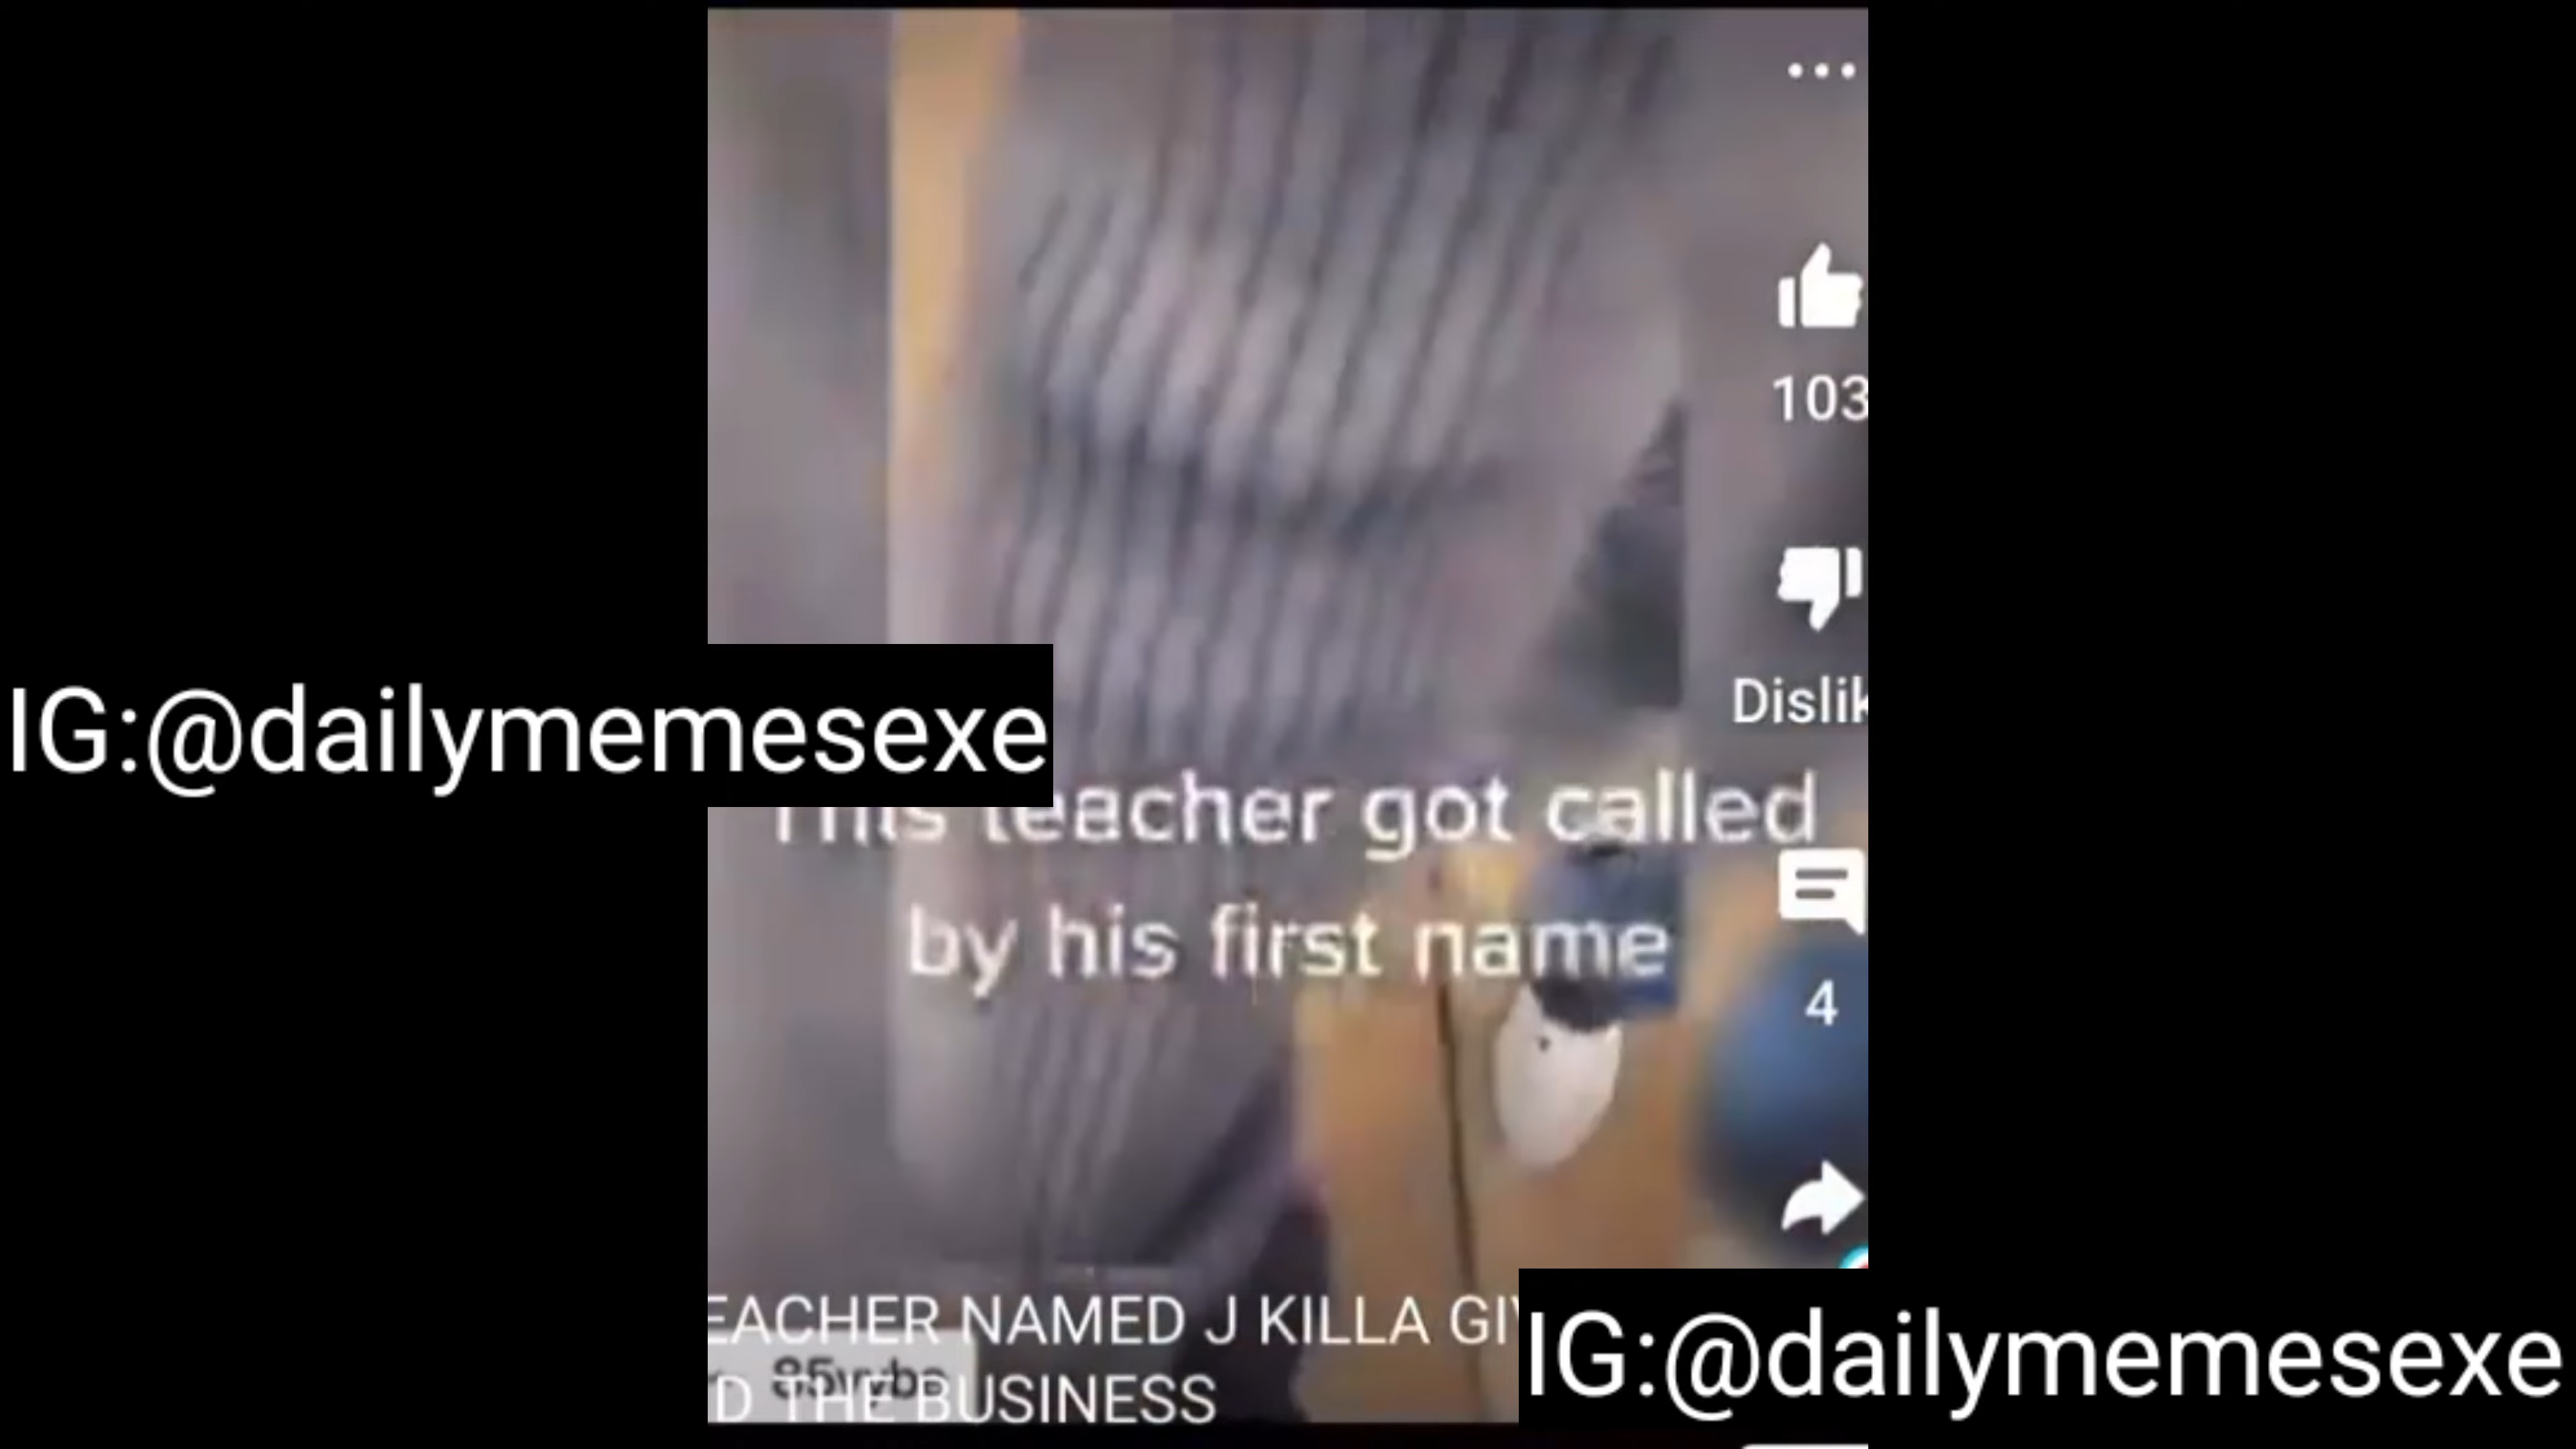 103
Dislik
IG:@dailymemesexe
This teacher got called
by his first name
4
EACHER NAMED J KILLA GI
D THE BUSINESS
IG:@dailymemesexe